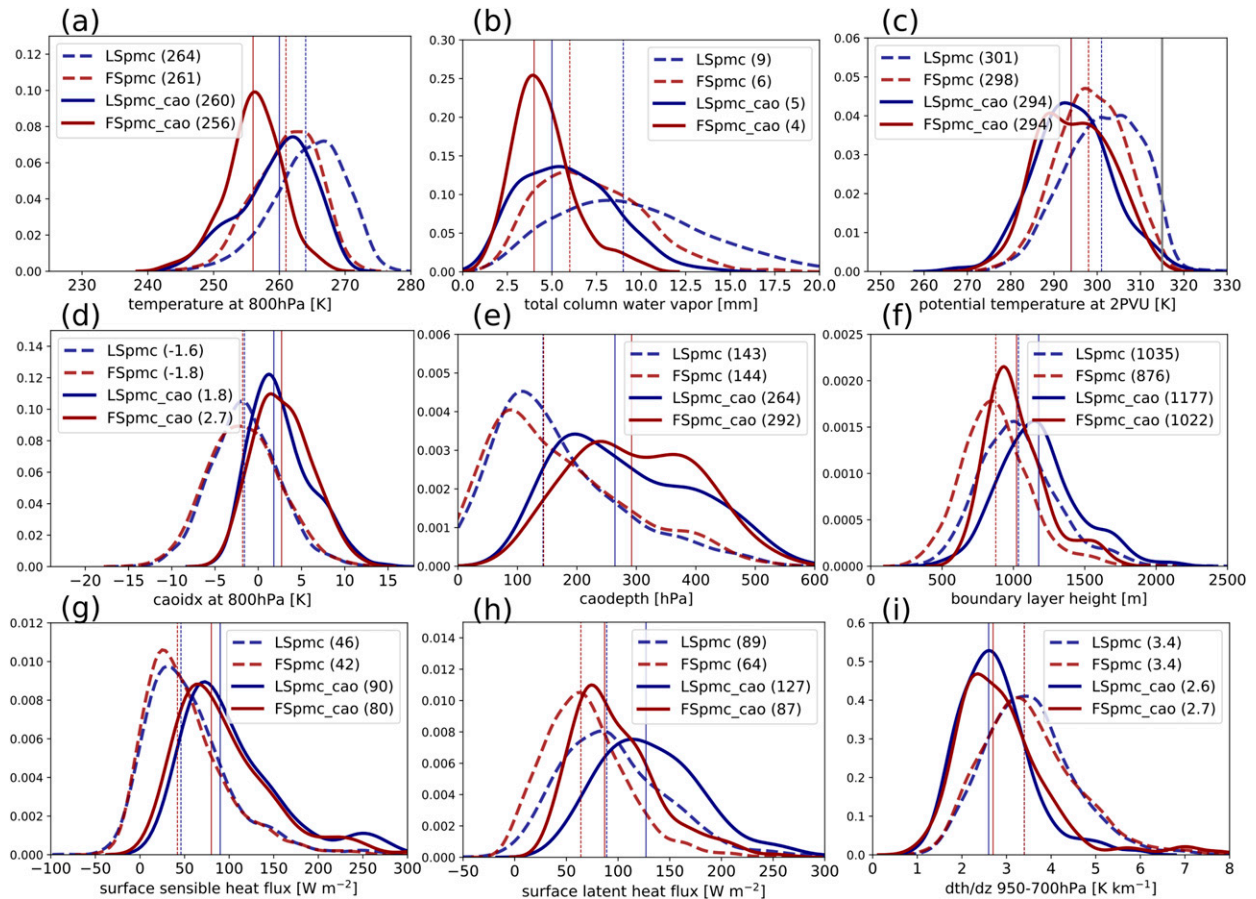 (a)
0.14
0.12
0.10
0.08
0.06
0.04
0.02
0.00
LSpmc (264)
FSpmc (261)
LSpmc_cao (260)
FSpmc_cao (256)
230 240 250 260 270 280
temperature at 800hPa [K]
(b)
0.30
0.25
0.20
0.15
0.10
0.05
0.00
LSpmc (9)
FSpmc (6)
LSpmc_cao (5)
FSpmc_cao (4)
0.0 2.5 5.0 7.5 10.0 12.5 15.0 17.5 20.0
total column water vapor [mm]
(c)
0.06
0.05
0.04
0.03
0.02
0.01
0.00
LSpmc (301)
FSpmc (298)
LSpmc_cao (294)
FSpmc_cao (294)
250 260 270 280 290 300 310 320 330
potential temperature at 2PVU [K]
(d)
0.14
0.12
0.10
0.08
0.06
0.04
0.02
0.00
LSpmc (-1.6)
FSpmc (-1.8)
LSpmc_cao (1.8)
FSpmc_cao (2.7)
−20 −15 −10 −5 0 5 10 15
caoidx at 800hPa [K]
(e)
0.006
0.005
0.004
0.003
0.002
0.001
0.000
LSpmc (143)
FSpmc (144)
LSpmc_cao (264)
FSpmc_cao (292)
0 100 200 300 400 500 600
caodepth [hPa]
(f)
0.0025
0.0020
0.0015
0.0010
0.0005
0.0000
LSpmc (1035)
FSpmc (876)
LSpmc_cao (1177)
FSpmc_cao (1022)
0 500 1000 1500 2000 2500
boundary layer height [m]
(g)
0.012
0.010
0.008
0.006
0.004
0.002
0.000
LSpmc (46)
FSpmc (42)
LSpmc_cao (90)
FSpmc_cao (80)
−100 −50 0 50 100 150 200 250 300
surface sensible heat flux [W m⁻²]
(h)
0.014
0.012
0.010
0.008
0.006
0.004
0.002
0.000
LSpmc (89)
FSpmc (64)
LSpmc_cao (127)
FSpmc_cao (87)
−50 0 50 100 150 200 250 300
surface latent heat flux [W m⁻²]
(i)
0.6
0.5
0.4
0.3
0.2
0.1
0.0
LSpmc (3.4)
FSpmc (3.4)
LSpmc_cao (2.6)
FSpmc_cao (2.7)
0 1 2 3 4 5 6 7 8
dth/dz 950-700hPa [K km⁻¹]